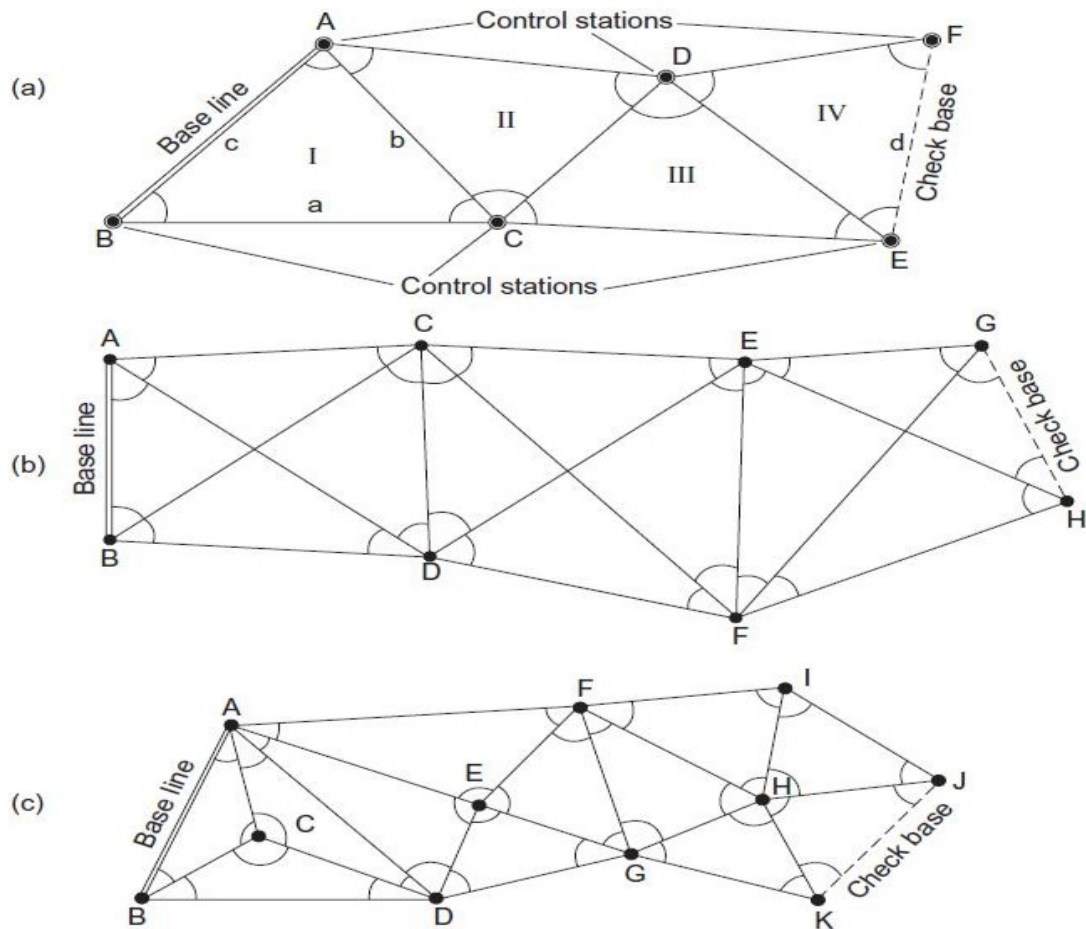 Control stations
A
F
D
(a)
Base line
c
b
II
IV
d
Check base
I
III
a
B
C
E
Control stations
A
C
E
G
(b)
Base line
Check base
H
B
D
F
A
F
I
(c)
Base line
E
H
J
C
Check base
G
B
D
K